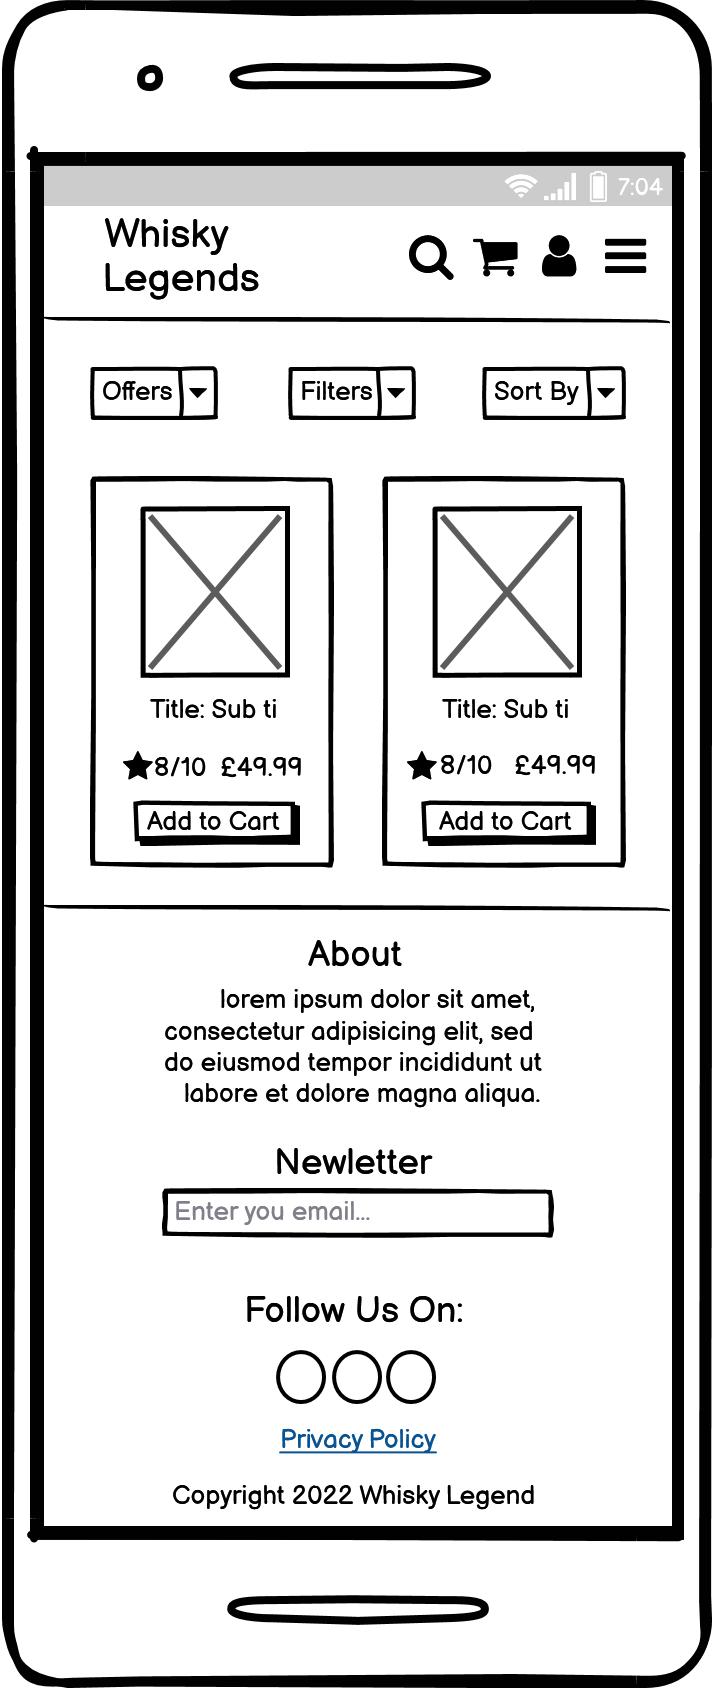 7:04
Whisky
Legends
Offers Filters Sort By
Title: Sub ti Title: Sub ti
8/10 £49.99 8/10 £49.99
Add to Cart Add to Cart
About
lorem ipsum dolor sit amet,
consectetur adipisicing elit, sed
do eiusmod tempor incididunt ut
labore et dolore magna aliqua.
Newletter
Enter you email...
Follow Us On:
Privacy Policy
Copyright 2022 Whisky Legend